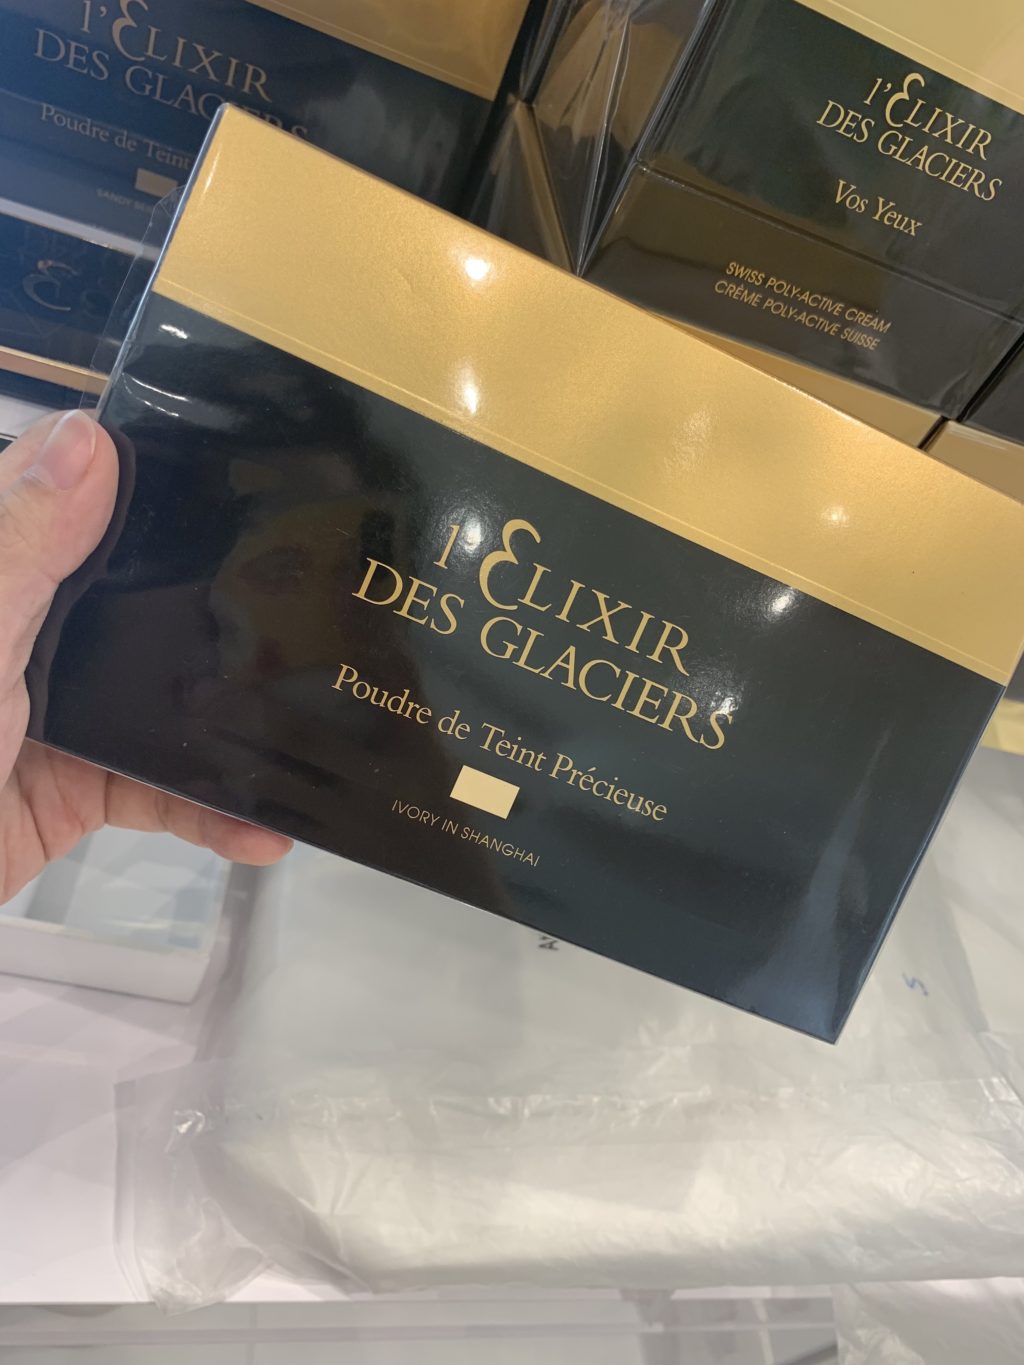 l'ELIXIR
DES GLACIERS
Poudre de Teint
SANDY
l'ELIXIR
DES GLACIERS
Vos Yeux
SWISS POLY-ACTIVE CREAM
CRÈME POLY-ACTIVE SUISSE
l'ELIXIR
DES GLACIERS
Poudre de Teint Précieuse
IVORY IN SHANGHAI